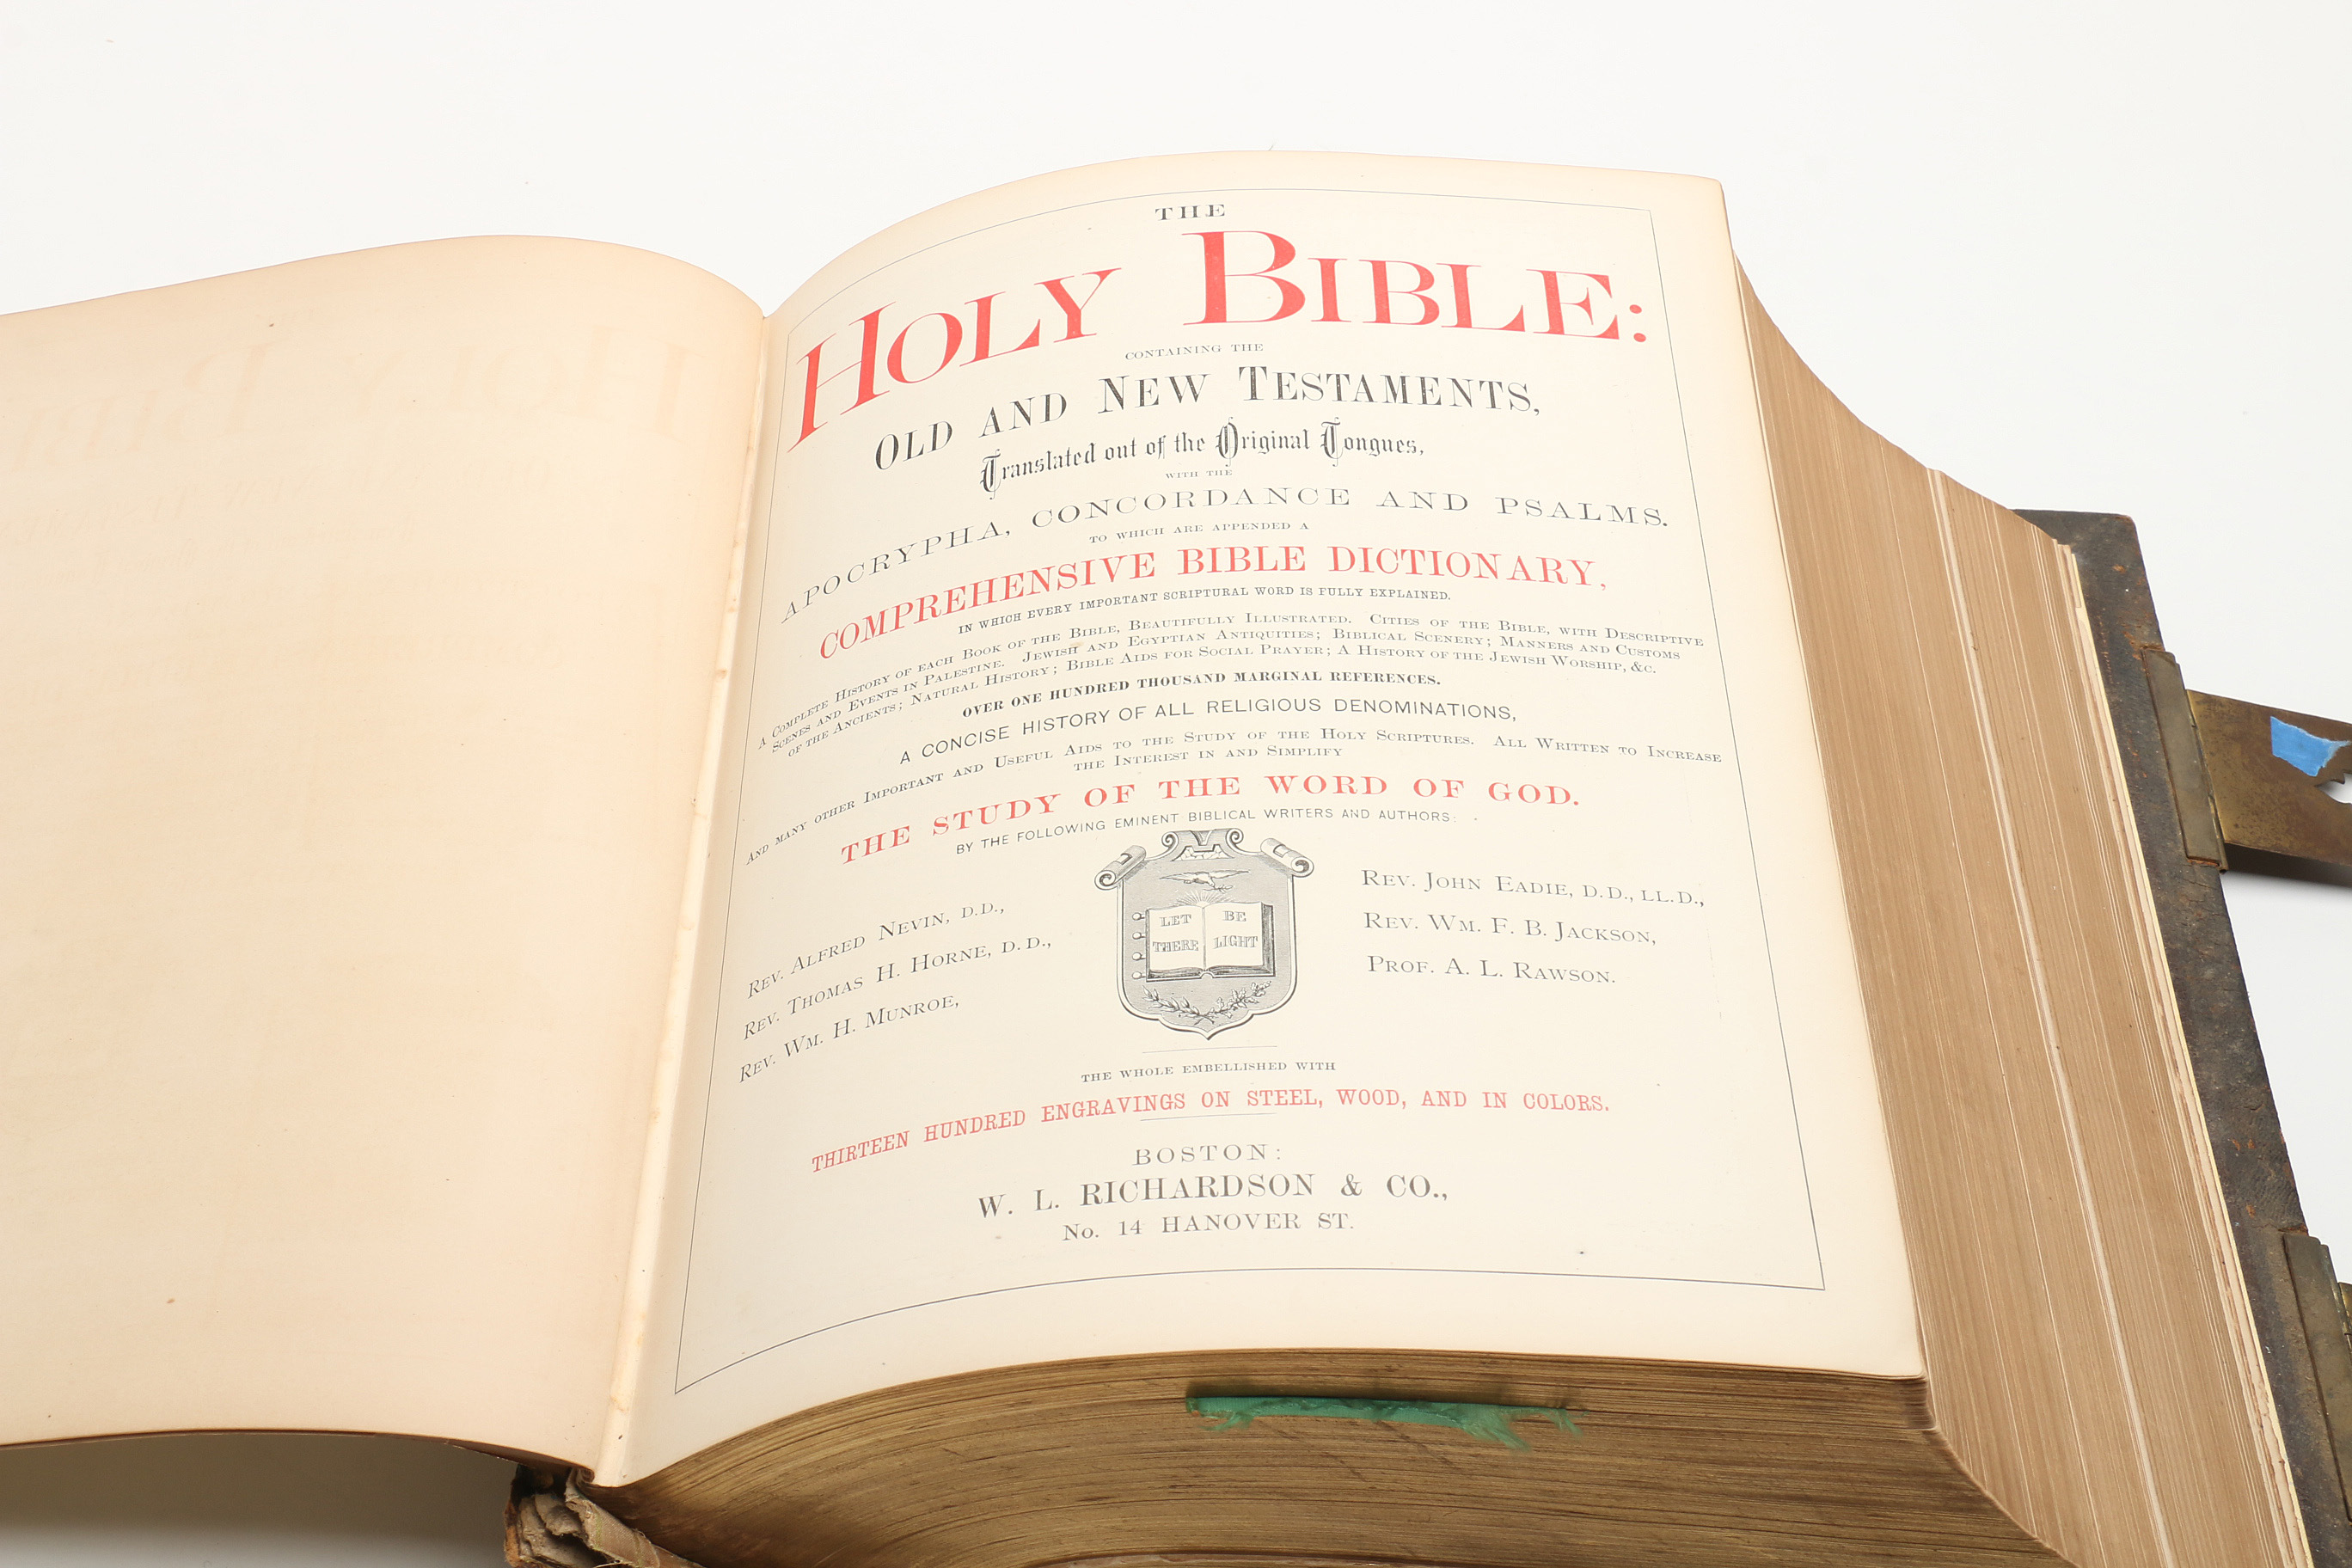 THE
HOLY BIBLE:
CONTAINING THE
OLD AND NEW TESTAMENTS,
Translated out of the Original Tongues,
WITH THE
APOCRYPHA, CONCORDANCE AND PSALMS.
TO WHICH ARE APPENDED A
COMPREHENSIVE BIBLE DICTIONARY,
IN WHICH EVERY IMPORTANT SCRIPTURAL WORD IS FULLY EXPLAINED.
A COMPLETE HISTORY OF EACH BOOK OF THE BIBLE, BEAUTIFULLY ILLUSTRATED. CITIES OF THE BIBLE, WITH DESCRIPTIVE
SCENES AND EVENTS IN PALESTINE. JEWISH AND EGYPTIAN ANTIQUITIES; BIBLICAL SCENERY; MANNERS AND CUSTOMS
OF THE ANCIENTS; NATURAL HISTORY; BIBLE AIDS FOR SOCIAL PRAYER; A HISTORY OF THE JEWISH WORSHIP, &C.
OVER ONE HUNDRED THOUSAND MARGINAL REFERENCES.
A CONCISE HISTORY OF ALL RELIGIOUS DENOMINATIONS,
AND MANY OTHER IMPORTANT AND USEFUL AIDS TO THE STUDY OF THE HOLY SCRIPTURES. ALL WRITTEN TO INCREASE
THE INTEREST IN AND SIMPLIFY
THE STUDY OF THE WORD OF GOD.
BY THE FOLLOWING EMINENT BIBLICAL WRITERS AND AUTHORS:
REV. ALFRED NEVIN, D.D.,
REV. THOMAS H. HORNE, D.D.,
REV. WM. H. MUNROE,
LET BE
THERE LIGHT
REV. JOHN EADIE, D.D., LL.D.,
REV. WM. F. B. JACKSON,
PROF. A. L. RAWSON.
THE WHOLE EMBELLISHED WITH
THIRTEEN HUNDRED ENGRAVINGS ON STEEL, WOOD, AND IN COLORS.
BOSTON:
W. L. RICHARDSON & CO.,
No. 14 HANOVER ST.